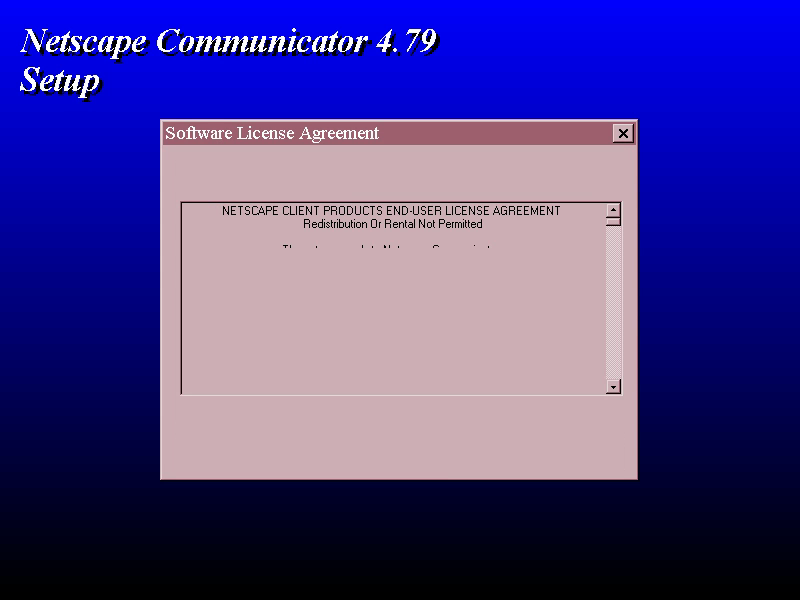 Netscape Communicator 4.79
Setup
Software License Agreement
NETSCAPE CLIENT PRODUCTS END-USER LICENSE AGREEMENT
Redistribution Or Rental Not Permitted